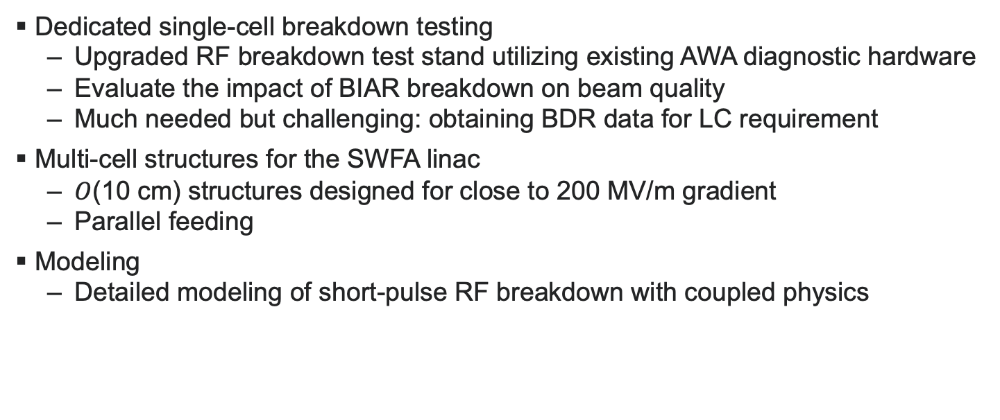 ▪ Dedicated single-cell breakdown testing
– Upgraded RF breakdown test stand utilizing existing AWA diagnostic hardware
– Evaluate the impact of BIAR breakdown on beam quality
– Much needed but challenging: obtaining BDR data for LC requirement
▪ Multi-cell structures for the SWFA linac
– O(10 cm) structures designed for close to 200 MV/m gradient
– Parallel feeding
▪ Modeling
– Detailed modeling of short-pulse RF breakdown with coupled physics